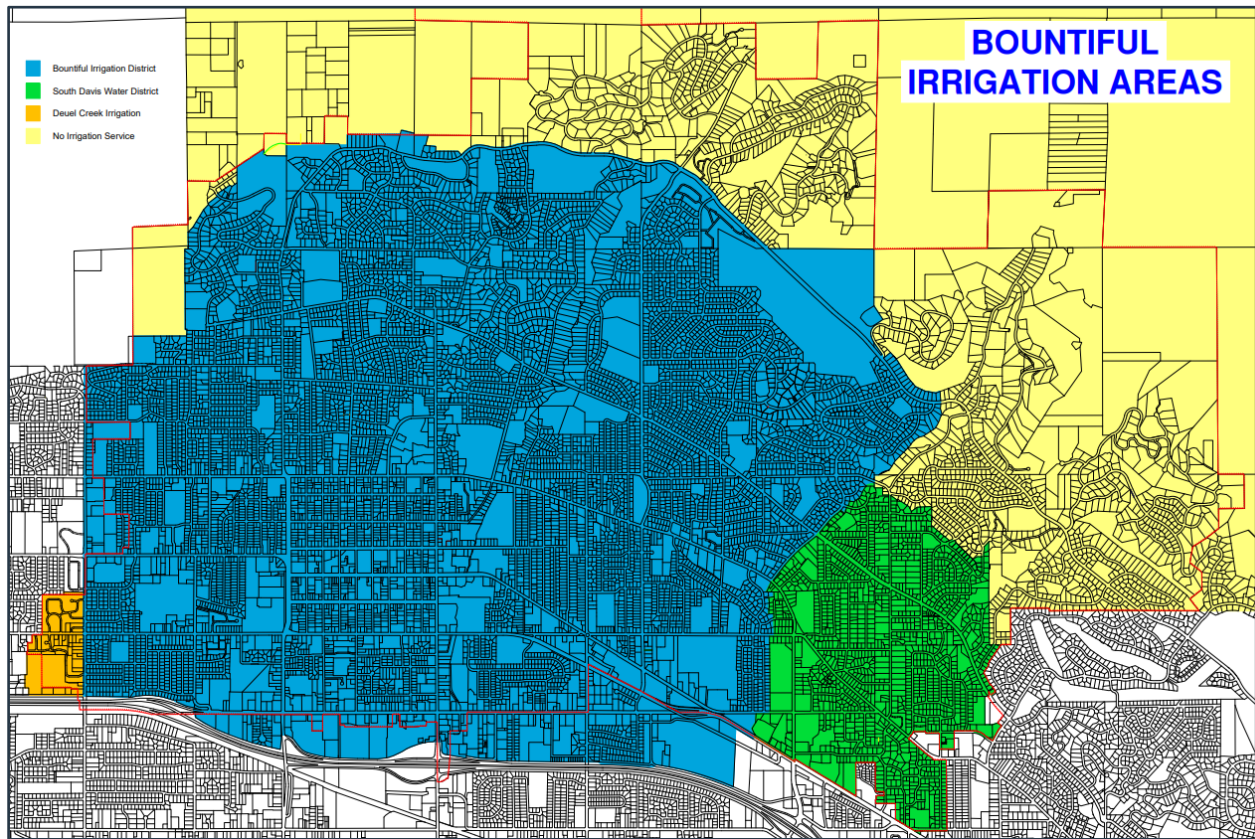 BOUNTIFUL
IRRIGATION AREAS
Bountiful Irrigation District
South Davis Water District
Deuel Creek Irrigation
No Irrigation Service